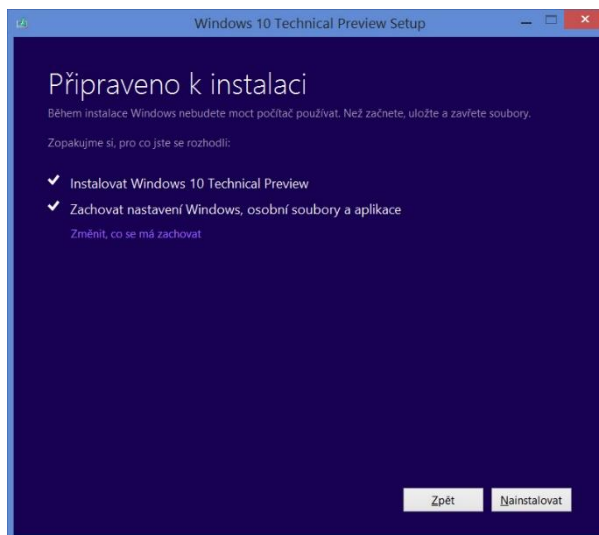 Windows 10 Technical Preview Setup
Připraveno k instalaci
Během instalace Windows nebudete moct počítač používat. Než začnete, uložte a zavřete soubory.
Zopakujme si, pro co jste se rozhodli:
Instalovat Windows 10 Technical Preview
Zachovat nastavení Windows, osobní soubory a aplikace
Změnit, co se má zachovat
Zpět
Nainstalovat